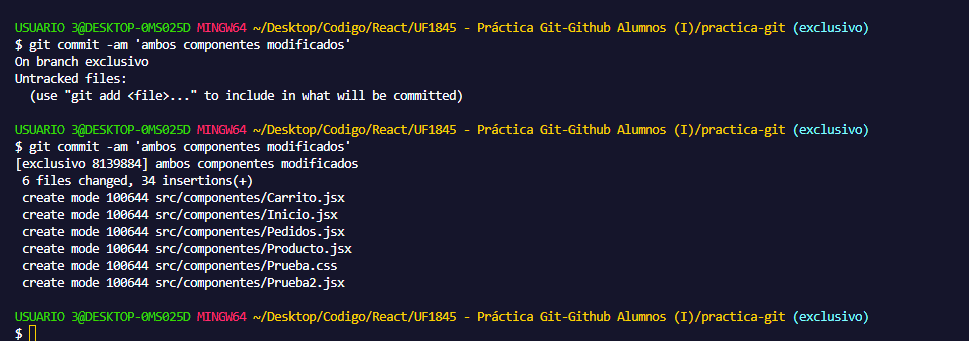 USUARIO 3@DESKTOP-0MS025D MINGW64 ~/Desktop/Codigo/React/UF1845 - Práctica Git-Github Alumnos (I)/practica-git (exclusivo)
$ git commit -am 'ambos componentes modificados'
On branch exclusivo
Untracked files:
  (use "git add <file>..." to include in what will be committed)

USUARIO 3@DESKTOP-0MS025D MINGW64 ~/Desktop/Codigo/React/UF1845 - Práctica Git-Github Alumnos (I)/practica-git (exclusivo)
$ git commit -am 'ambos componentes modificados'
[exclusivo 8139884] ambos componentes modificados
 6 files changed, 34 insertions(+)
 create mode 100644 src/componentes/Carrito.jsx
 create mode 100644 src/componentes/Inicio.jsx
 create mode 100644 src/componentes/Pedidos.jsx
 create mode 100644 src/componentes/Producto.jsx
 create mode 100644 src/componentes/Prueba.css
 create mode 100644 src/componentes/Prueba2.jsx

USUARIO 3@DESKTOP-0MS025D MINGW64 ~/Desktop/Codigo/React/UF1845 - Práctica Git-Github Alumnos (I)/practica-git (exclusivo)
$